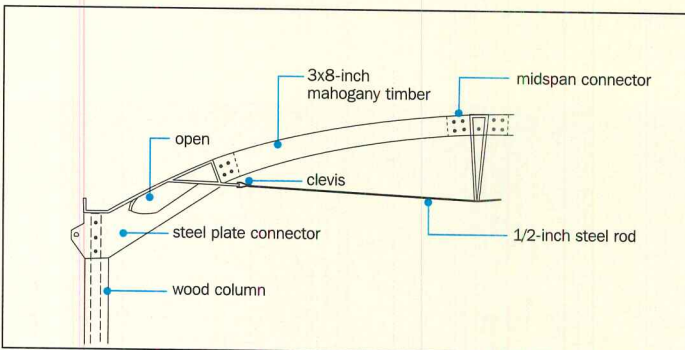 3x8-inch
mahogany timber
midspan connector
open
clevis
steel plate connector
1/2-inch steel rod
wood column